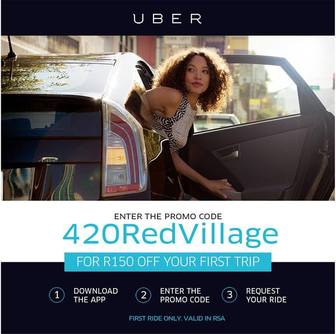 UBER
ENTER THE PROMO CODE
420RedVillage
FOR R150 OFF YOUR FIRST TRIP
1 DOWNLOAD THE APP
2 ENTER THE PROMO CODE
3 REQUEST YOUR RIDE
FIRST RIDE ONLY. VALID IN RSA